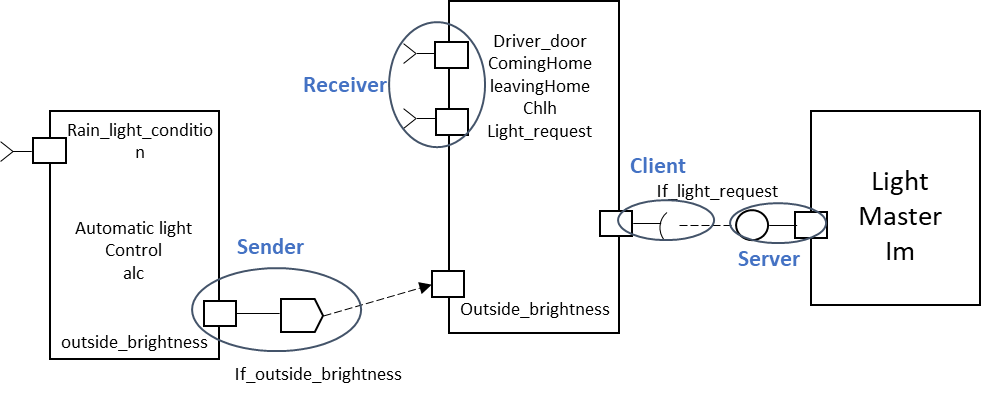 Driver_door
ComingHome
leavingHome
Chlh
Light_request
Receiver
Rain_light_conditio
n
Automatic light
Control
alc
Sender
outside_brightness
If_outside_brightness
Outside_brightness
Client
If_light_request
Server
Light
Master
lm